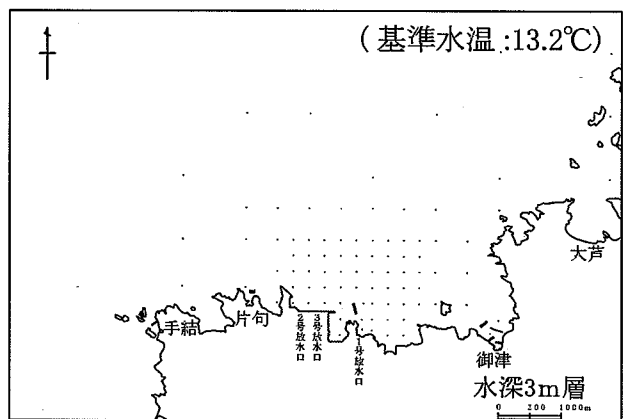 (基準水温:13.2℃)
大芦
手結
片句
2号放水口
3号放水口
1号放水口
御津
水深3m層
0 200 1000m